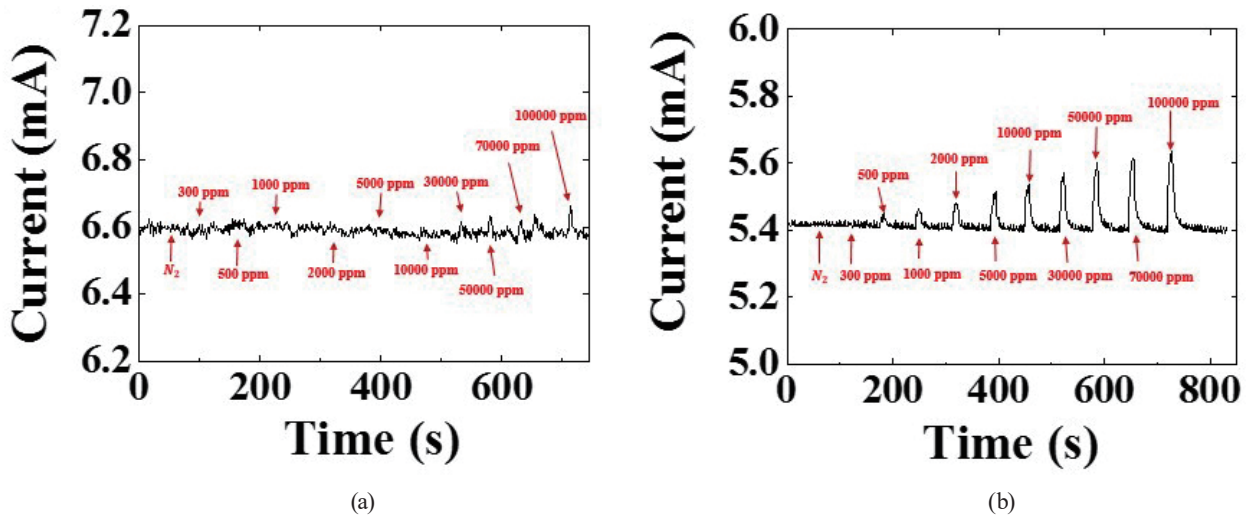 7.2
7.0
6.8
6.6
6.4
6.2
0
200
400
600
Current (mA)
Time (s)
300 ppm
1000 ppm
5000 ppm
30000 ppm
70000 ppm
100000 ppm
N₂
500 ppm
2000 ppm
10000 ppm
50000 ppm
(a)
6.0
5.8
5.6
5.4
5.2
5.0
0
200
400
600
800
Current (mA)
Time (s)
500 ppm
2000 ppm
10000 ppm
50000 ppm
100000 ppm
N₂
300 ppm
1000 ppm
5000 ppm
30000 ppm
70000 ppm
(b)